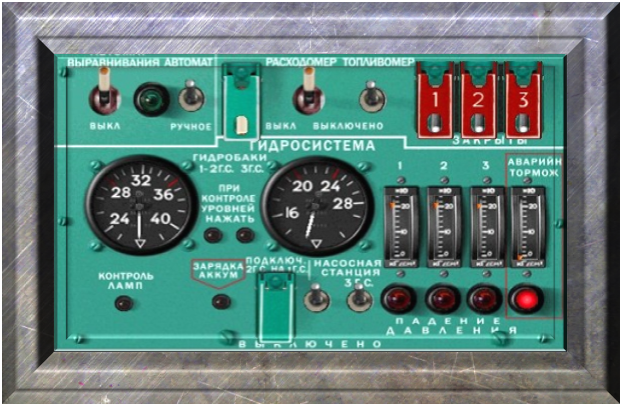 ВЫРАВНИВАНИЯ АВТОМАТ
РАСХОДОМЕР ТОПЛИВОМЕР
ВЫКЛ
РУЧНОЕ
ВЫКЛ
ВЫКЛЮЧЕНО
1 2 3
ЗАКРЫТЫ
ГИДРОСИСТЕМА
ГИДРОБАКИ
1-2Г.С. 3Г.С.
24 28 32 36 40
ПРИ
КОНТРОЛЕ
УРОВНЕЙ
НАЖАТЬ
16 20 24 28
1 2 3
АВАРИЙН
ТОРМОЖ
КОНТРОЛЬ
ЛАМП
ЗАРЯДКА
АККУМ
ПОДКЛЮЧ.
2Г.С НА 1Г.С.
НАСОСНАЯ
СТАНЦИЯ
3 Г.С.
ПАДЕНИЕ
ДАВЛЕНИЯ
ВЫКЛЮЧЕНО